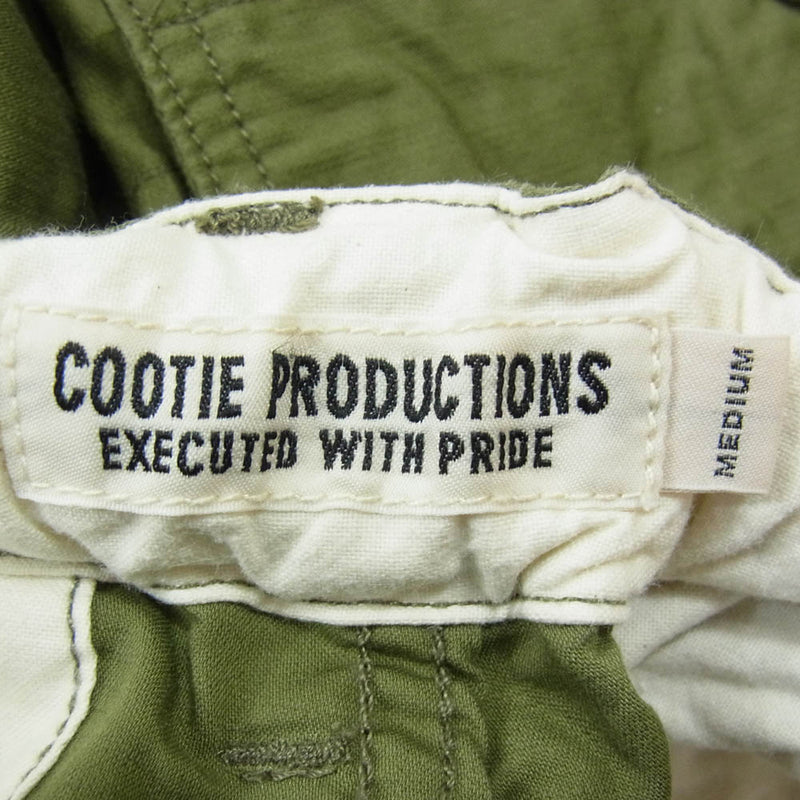 COOTIE PRODUCTIONS
EXECUTED WITH PRIDE
MEDIUM